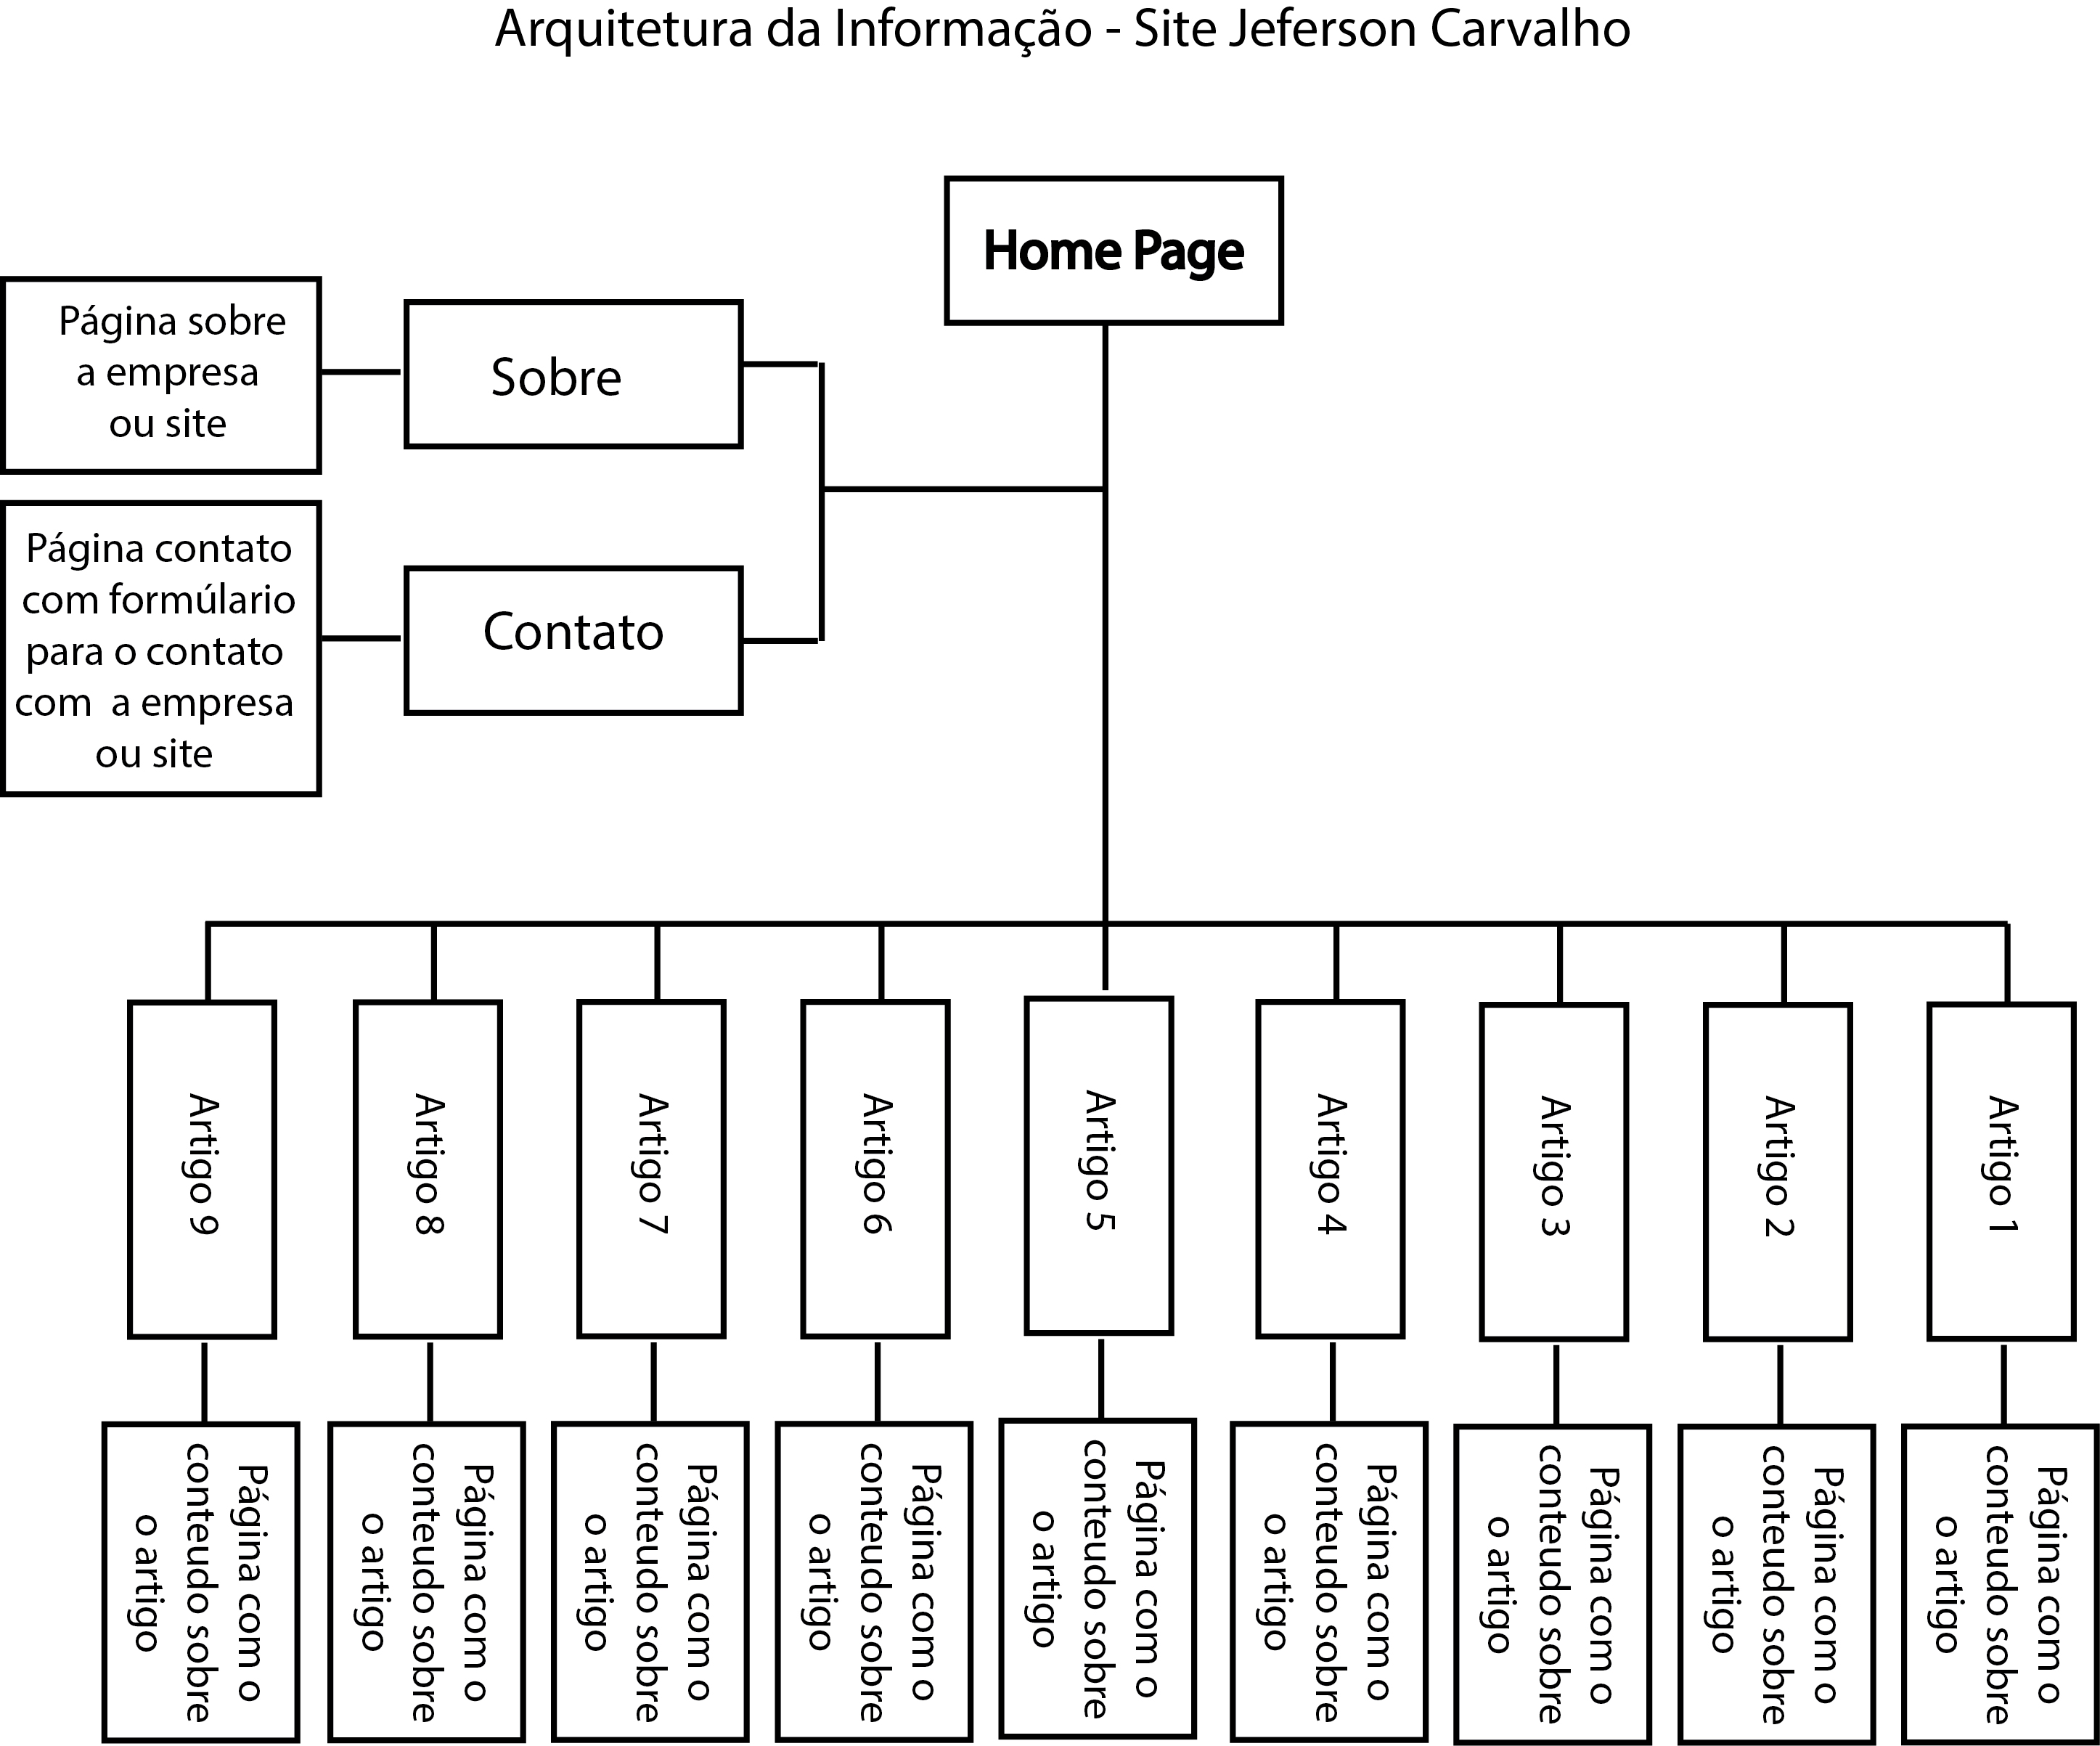 Arquitetura da Informação - Site Jeferson Carvalho
Home Page
Página sobre
a empresa
ou site
Sobre
Página contato
com formúlario
para o contato
com  a empresa
ou site
Contato
Artigo 9
Artigo 8
Artigo 7
Artigo 6
Artigo 5
Artigo 4
Artigo 3
Artigo 2
Artigo 1
Página com o
conteudo sobre
o artigo
Página com o
conteudo sobre
o artigo
Página com o
conteudo sobre
o artigo
Página com o
conteudo sobre
o artigo
Página com o
conteudo sobre
o artigo
Página com o
conteudo sobre
o artigo
Página com o
conteudo sobre
o artigo
Página com o
conteudo sobre
o artigo
Página com o
conteudo sobre
o artigo